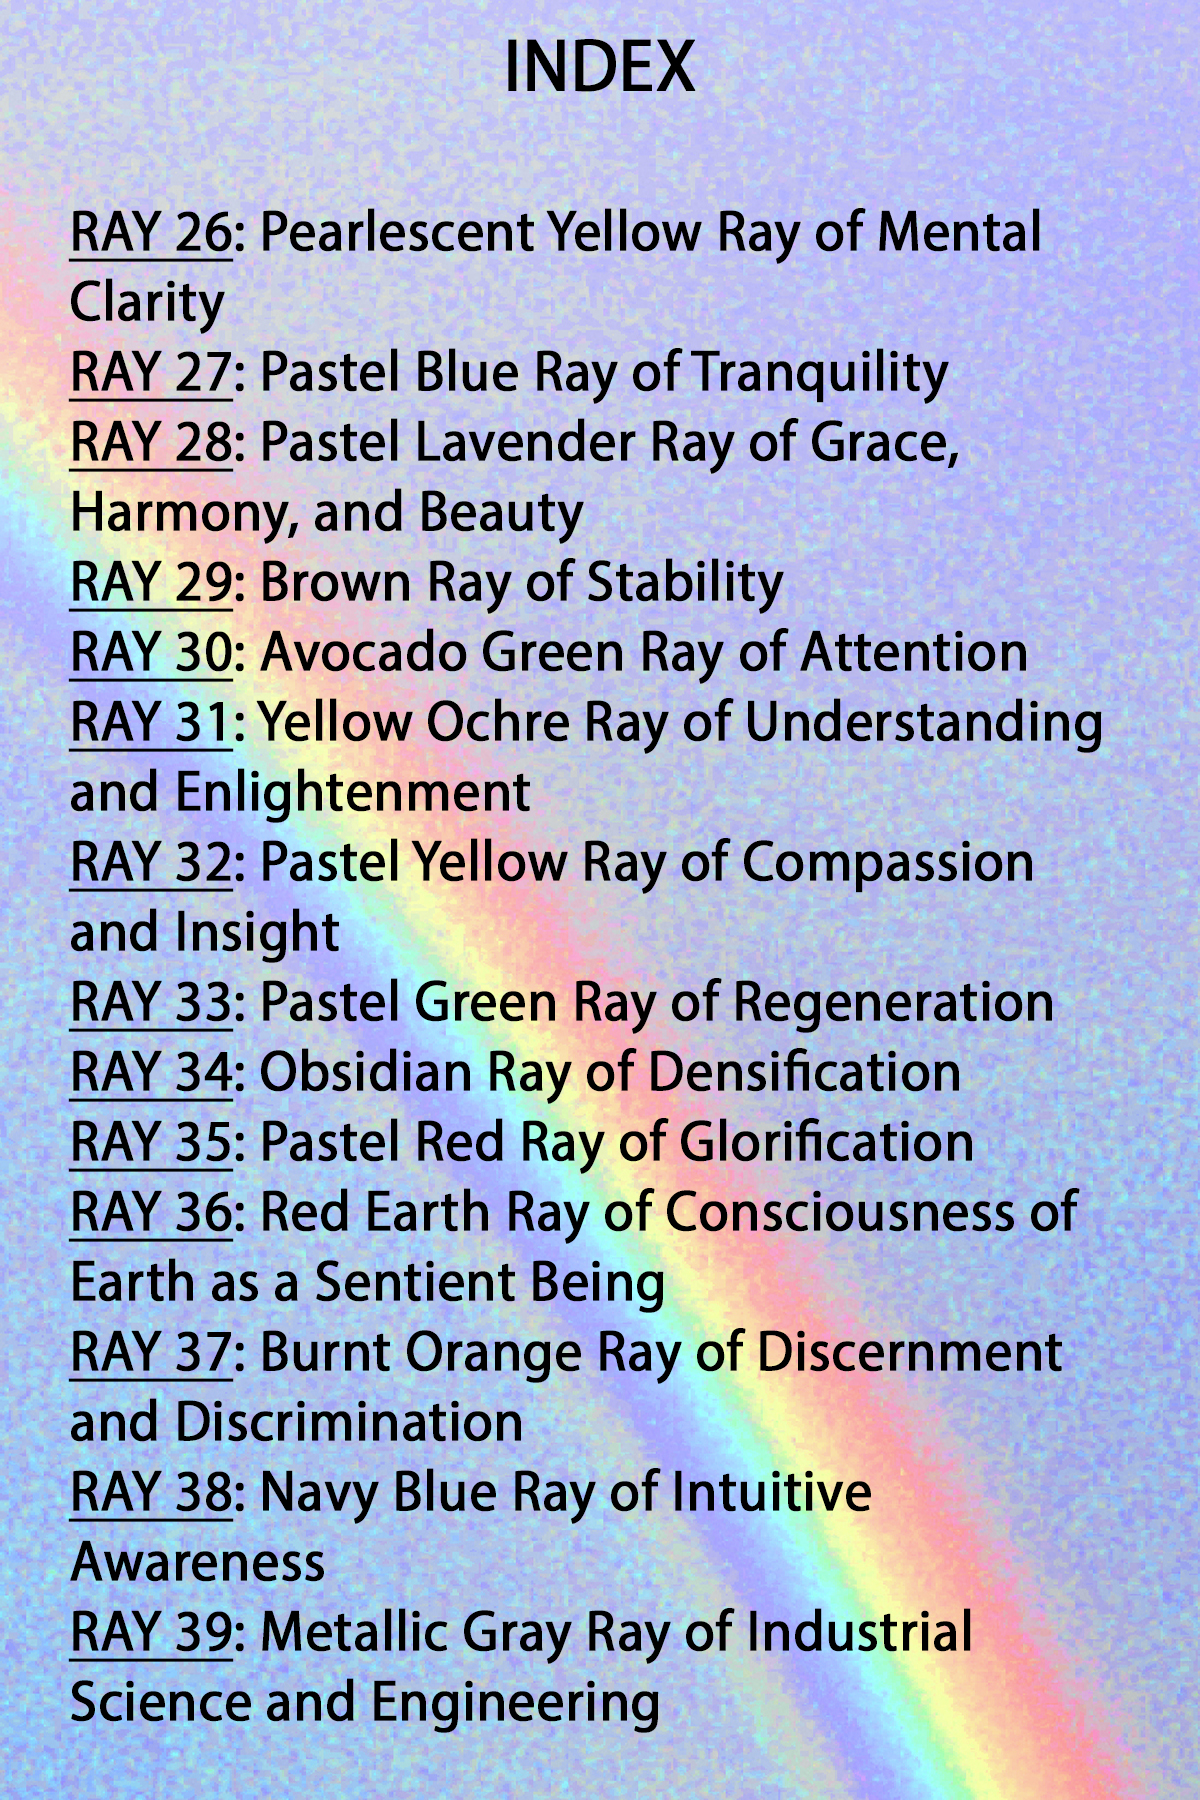 INDEX
RAY 26: Pearlescent Yellow Ray of Mental
Clarity
RAY 27: Pastel Blue Ray of Tranquility
RAY 28: Pastel Lavender Ray of Grace,
Harmony, and Beauty
RAY 29: Brown Ray of Stability
RAY 30: Avocado Green Ray of Attention
RAY 31: Yellow Ochre Ray of Understanding
and Enlightenment
RAY 32: Pastel Yellow Ray of Compassion
and Insight
RAY 33: Pastel Green Ray of Regeneration
RAY 34: Obsidian Ray of Densification
RAY 35: Pastel Red Ray of Glorification
RAY 36: Red Earth Ray of Consciousness of
Earth as a Sentient Being
RAY 37: Burnt Orange Ray of Discernment
and Discrimination
RAY 38: Navy Blue Ray of Intuitive
Awareness
RAY 39: Metallic Gray Ray of Industrial
Science and Engineering